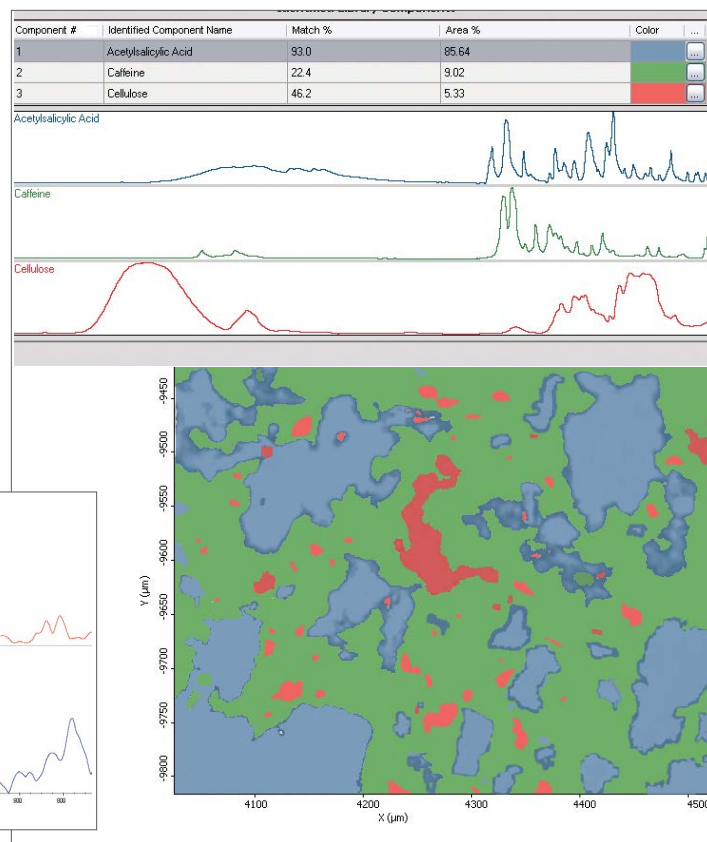 Component # Identified Component Name Match % Area % Color ...
1 Acetylsalicylic Acid 93.0 85.64 ...
2 Caffeine 22.4 9.02 ...
3 Cellulose 46.2 5.33 ...
Acetylsalicylic Acid
Caffeine
Cellulose
-9450
-9500
-9550
-9600
-9650
-9700
-9750
-9800
Y (µm)
4100 4200 4300 4400 4500
X (µm)
900 800